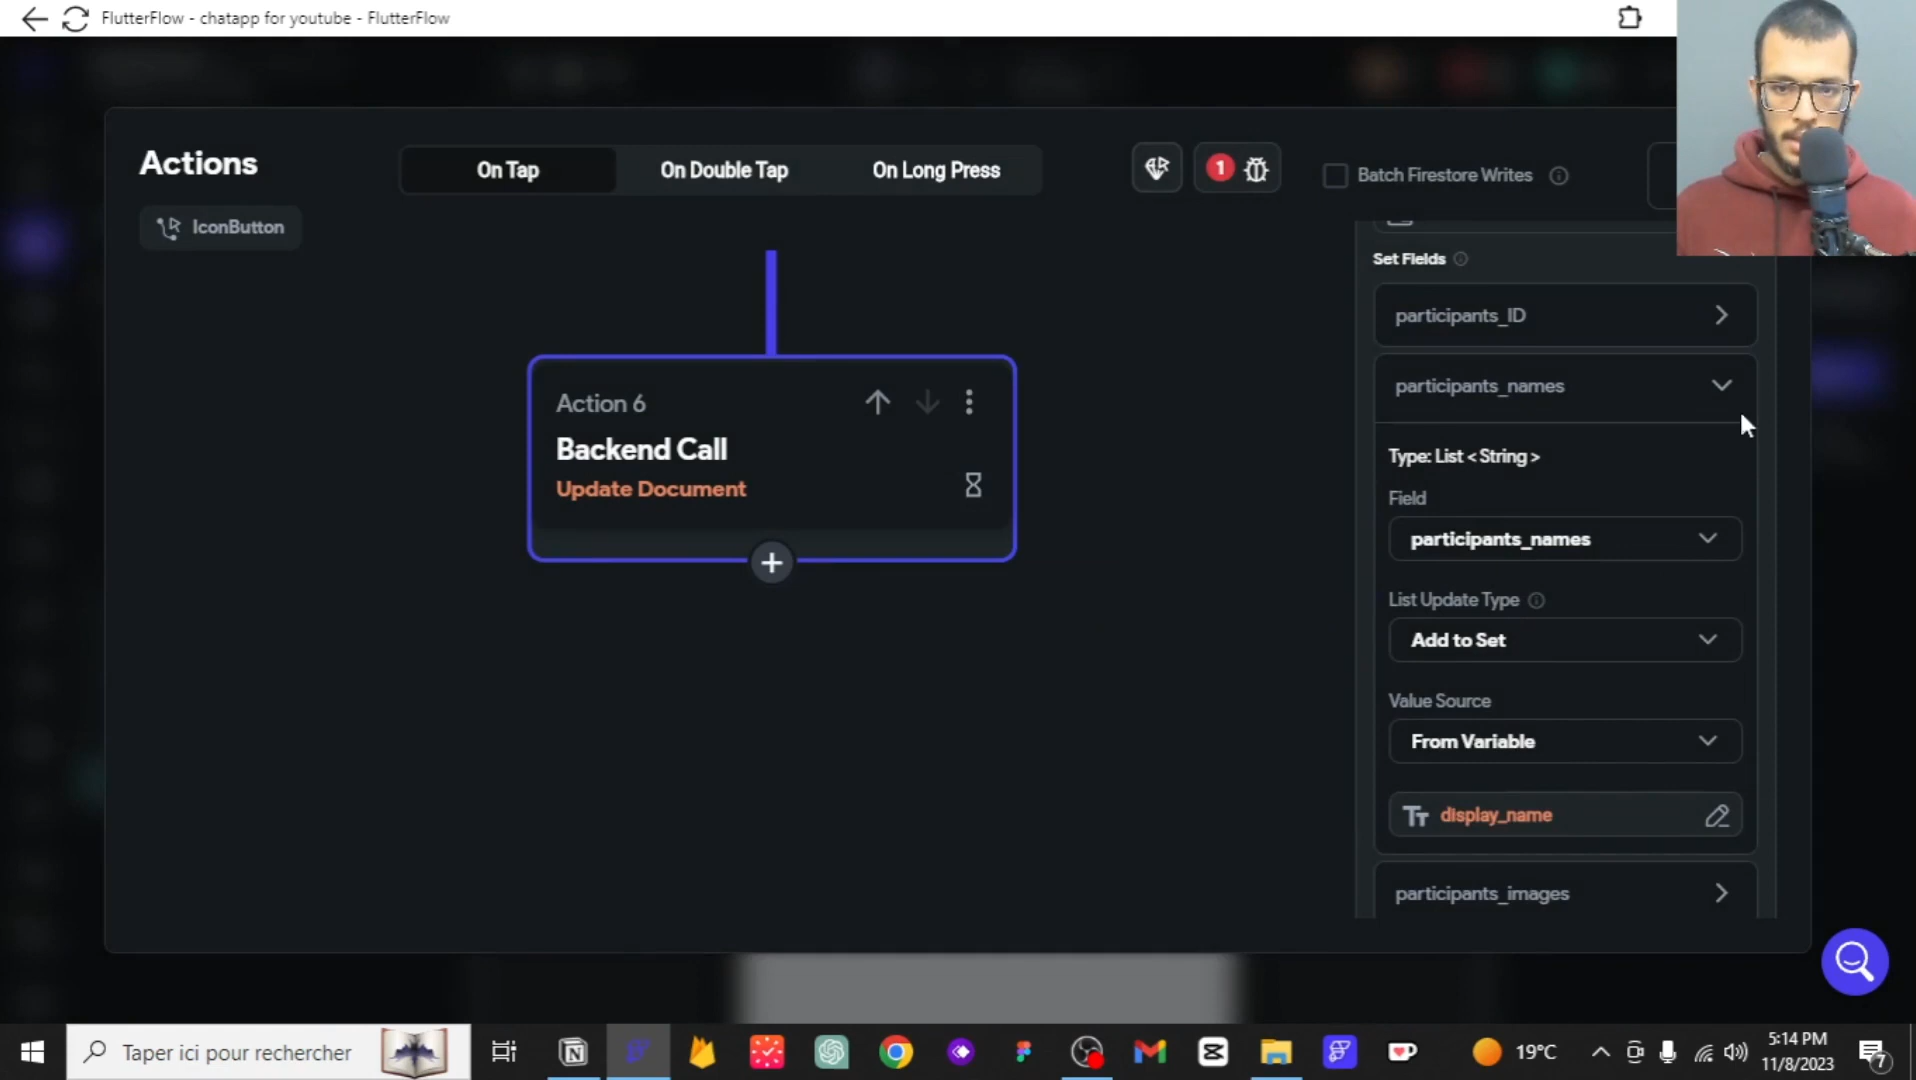 FlutterFlow - chatapp for youtube - FlutterFlow
Actions
On Tap
On Double Tap
On Long Press
1
Batch Firestore Writes
IconButton
Set Fields
participants_ID
participants_names
Action 6
Backend Call
Update Document
Type: List < String >
Field
participants_names
List Update Type
Add to Set
Value Source
From Variable
display_name
participants_images
Taper ici pour rechercher
19°C
5:14 PM
11/8/2023
7